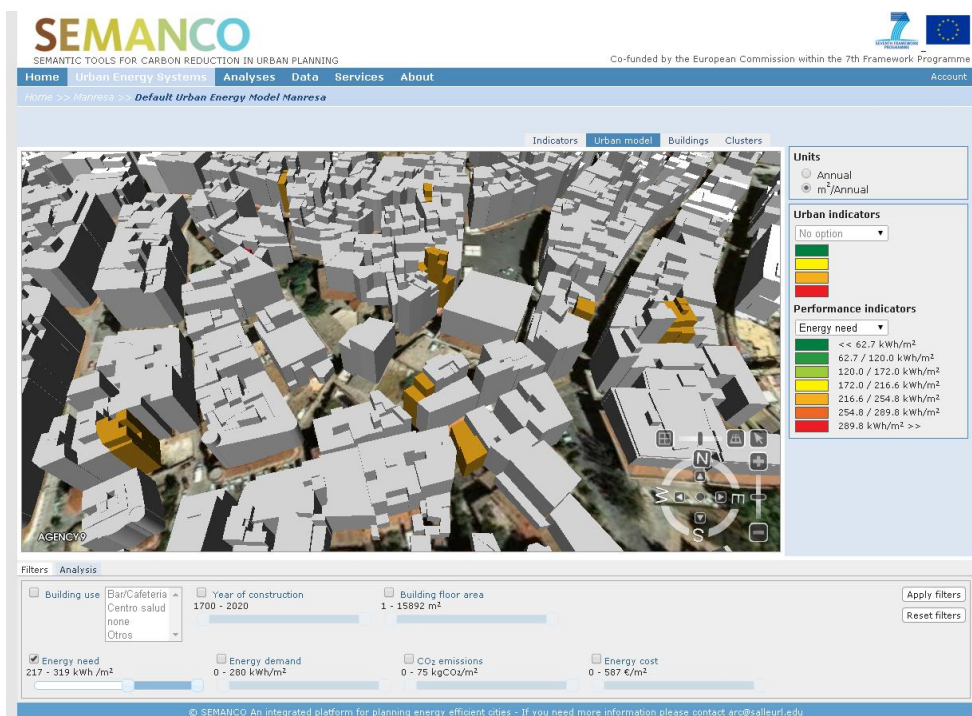 SEMANCO
SEMANTIC TOOLS FOR CARBON REDUCTION IN URBAN PLANNING
SEVENTH FRAMEWORK PROGRAMME
Co-funded by the European Commission within the 7th Framework Programme
Home Urban Energy Systems Analyses Data Services About Account
Home >> Manresa >> Default Urban Energy Model Manresa
Indicators Urban model Buildings Clusters
Units
Annual
m²/Annual
Urban indicators
No option
Performance indicators
Energy need
<< 62.7 kWh/m²
62.7 / 120.0 kWh/m²
120.0 / 172.0 kWh/m²
172.0 / 216.6 kWh/m²
216.6 / 254.8 kWh/m²
254.8 / 289.8 kWh/m²
289.8 kWh/m² >>
N
W E
S
AGENCY9
Filters Analysis
Building use
Bar/Cafeteria
Centro salud
none
Otros
Year of construction
1700 - 2020
Building floor area
1 - 15892 m²
Apply filters
Reset filters
Energy need
217 - 319 kWh /m²
Energy demand
0 - 280 kWh/m²
CO₂ emissions
0 - 75 kgCO₂/m²
Energy cost
0 - 587 €/m²
© SEMANCO An integrated platform for planning energy efficient cities - If you need more information please contact arc@salleurl.edu